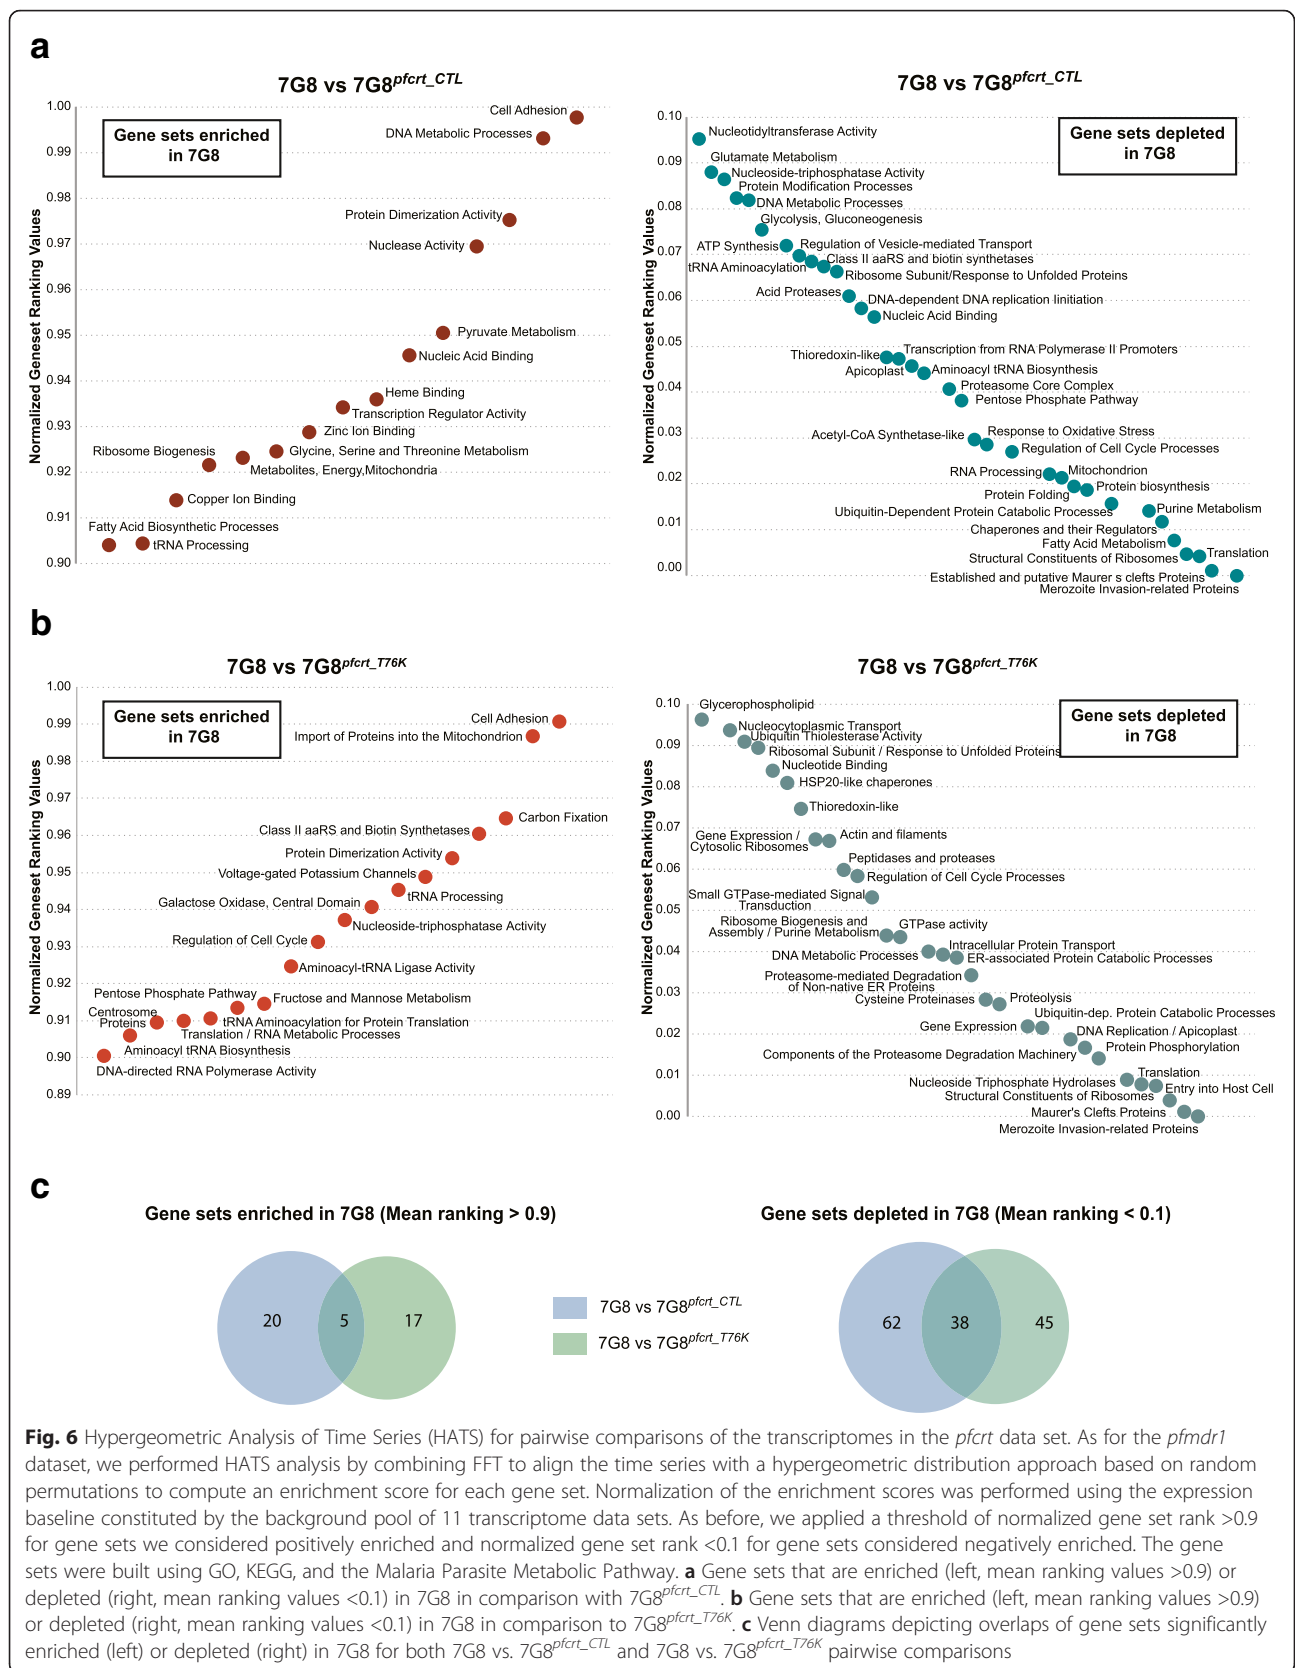 a
7G8 vs 7G8pfcrt_CTL
Gene sets enriched
in 7G8
Normalized Geneset Ranking Values
1.00
0.99
0.98
0.97
0.96
0.95
0.94
0.93
0.92
0.91
0.90
Cell Adhesion
DNA Metabolic Processes
Protein Dimerization Activity
Nuclease Activity
Pyruvate Metabolism
Nucleic Acid Binding
Heme Binding
Transcription Regulator Activity
Zinc Ion Binding
Ribosome Biogenesis
Glycine, Serine and Threonine Metabolism
Metabolites, Energy,Mitochondria
Copper Ion Binding
Fatty Acid Biosynthetic Processes
tRNA Processing
7G8 vs 7G8pfcrt_CTL
Gene sets depleted
in 7G8
Normalized Geneset Ranking Values
0.10
0.09
0.08
0.07
0.06
0.05
0.04
0.03
0.02
0.01
0.00
Nucleotidyltransferase Activity
Glutamate Metabolism
Nucleoside-triphosphatase Activity
Protein Modification Processes
DNA Metabolic Processes
Glycolysis, Gluconeogenesis
ATP Synthesis
Regulation of Vesicle-mediated Transport
Class II aaRS and biotin synthetases
tRNA Aminoacylation
Ribosome Subunit/Response to Unfolded Proteins
Acid Proteases
DNA-dependent DNA replication Iinitiation
Nucleic Acid Binding
Thioredoxin-like
Transcription from RNA Polymerase II Promoters
Apicoplast
Aminoacyl tRNA Biosynthesis
Proteasome Core Complex
Pentose Phosphate Pathway
Acetyl-CoA Synthetase-like
Response to Oxidative Stress
Regulation of Cell Cycle Processes
RNA Processing
Mitochondrion
Protein Folding
Protein biosynthesis
Ubiquitin-Dependent Protein Catabolic Processes
Purine Metabolism
Chaperones and their Regulators
Fatty Acid Metabolism
Structural Constituents of Ribosomes
Translation
Established and putative Maurer s clefts Proteins
Merozoite Invasion-related Proteins
b
7G8 vs 7G8pfcrt_T76K
Gene sets enriched
in 7G8
Normalized Geneset Ranking Values
1.00
0.99
0.98
0.97
0.96
0.95
0.94
0.93
0.92
0.91
0.90
0.89
Cell Adhesion
Import of Proteins into the Mitochondrion
Carbon Fixation
Class II aaRS and Biotin Synthetases
Protein Dimerization Activity
Voltage-gated Potassium Channels
tRNA Processing
Galactose Oxidase, Central Domain
Nucleoside-triphosphatase Activity
Regulation of Cell Cycle
Aminoacyl-tRNA Ligase Activity
Pentose Phosphate Pathway
Fructose and Mannose Metabolism
Centrosome
Proteins
tRNA Aminoacylation for Protein Translation
Translation / RNA Metabolic Processes
Aminoacyl tRNA Biosynthesis
DNA-directed RNA Polymerase Activity
7G8 vs 7G8pfcrt_T76K
Gene sets depleted
in 7G8
Normalized Geneset Ranking Values
0.10
0.09
0.08
0.07
0.06
0.05
0.04
0.03
0.02
0.01
0.00
Glycerophospholipid
Nucleocytoplasmic Transport
Ubiquitin Thiolesterase Activity
Ribosomal Subunit / Response to Unfolded Proteins
Nucleotide Binding
HSP20-like chaperones
Thioredoxin-like
Gene Expression /
Cytosolic Ribosomes
Actin and filaments
Peptidases and proteases
Regulation of Cell Cycle Processes
Small GTPase-mediated Signal
Transduction
Ribosome Biogenesis and
Assembly / Purine Metabolism
GTPase activity
DNA Metabolic Processes
Intracellular Protein Transport
ER-associated Protein Catabolic Processes
Proteasome-mediated Degradation
of Non-native ER Proteins
Cysteine Proteinases
Proteolysis
Ubiquitin-dep. Protein Catabolic Processes
Gene Expression
DNA Replication / Apicoplast
Protein Phosphorylation
Components of the Proteasome Degradation Machinery
Translation
Nucleoside Triphosphate Hydrolases
Entry into Host Cell
Structural Constituents of Ribosomes
Maurer's Clefts Proteins
Merozoite Invasion-related Proteins
c
Gene sets enriched in 7G8 (Mean ranking > 0.9)
20
5
17
7G8 vs 7G8pfcrt_CTL
7G8 vs 7G8pfcrt_T76K
Gene sets depleted in 7G8 (Mean ranking < 0.1)
62
38
45
Fig. 6 Hypergeometric Analysis of Time Series (HATS) for pairwise comparisons of the transcriptomes in the pfcrt data set. As for the pfmdr1
dataset, we performed HATS analysis by combining FFT to align the time series with a hypergeometric distribution approach based on random
permutations to compute an enrichment score for each gene set. Normalization of the enrichment scores was performed using the expression
baseline constituted by the background pool of 11 transcriptome data sets. As before, we applied a threshold of normalized gene set rank >0.9
for gene sets we considered positively enriched and normalized gene set rank <0.1 for gene sets considered negatively enriched. The gene
sets were built using GO, KEGG, and the Malaria Parasite Metabolic Pathway. a Gene sets that are enriched (left, mean ranking values >0.9) or
depleted (right, mean ranking values <0.1) in 7G8 in comparison with 7G8pfcrt_CTL. b Gene sets that are enriched (left, mean ranking values >0.9)
or depleted (right, mean ranking values <0.1) in 7G8 in comparison to 7G8pfcrt_T76K. c Venn diagrams depicting overlaps of gene sets significantly
enriched (left) or depleted (right) in 7G8 for both 7G8 vs. 7G8pfcrt_CTL and 7G8 vs. 7G8pfcrt_T76K pairwise comparisons